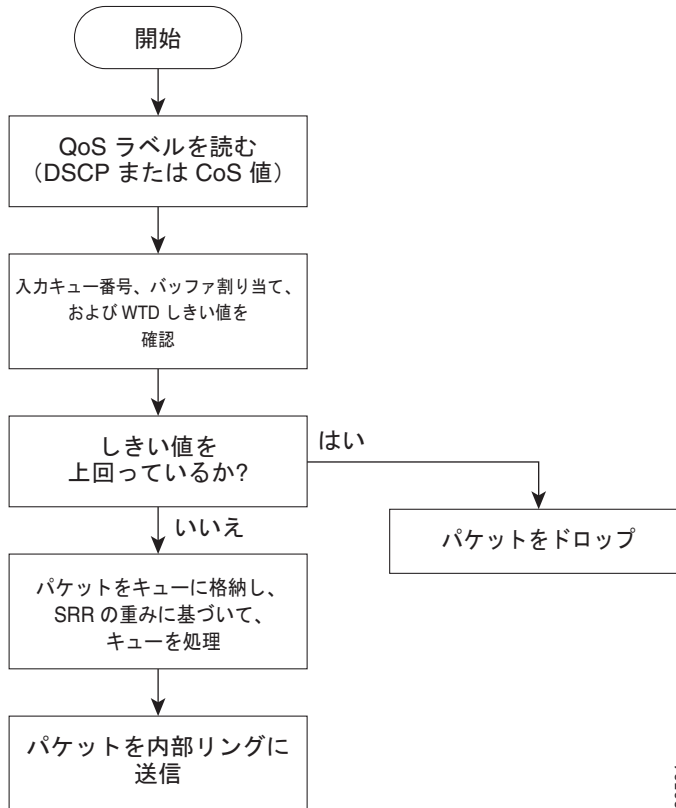 開始
QoS ラベルを読む
（DSCP または CoS 値）
入力キュー番号、バッファ割り当て、
および WTD しきい値を
確認
しきい値を
上回っているか?
はい
いいえ
パケットをドロップ
パケットをキューに格納し、
SRR の重みに基づいて、
キューを処理
パケットを内部リングに
送信